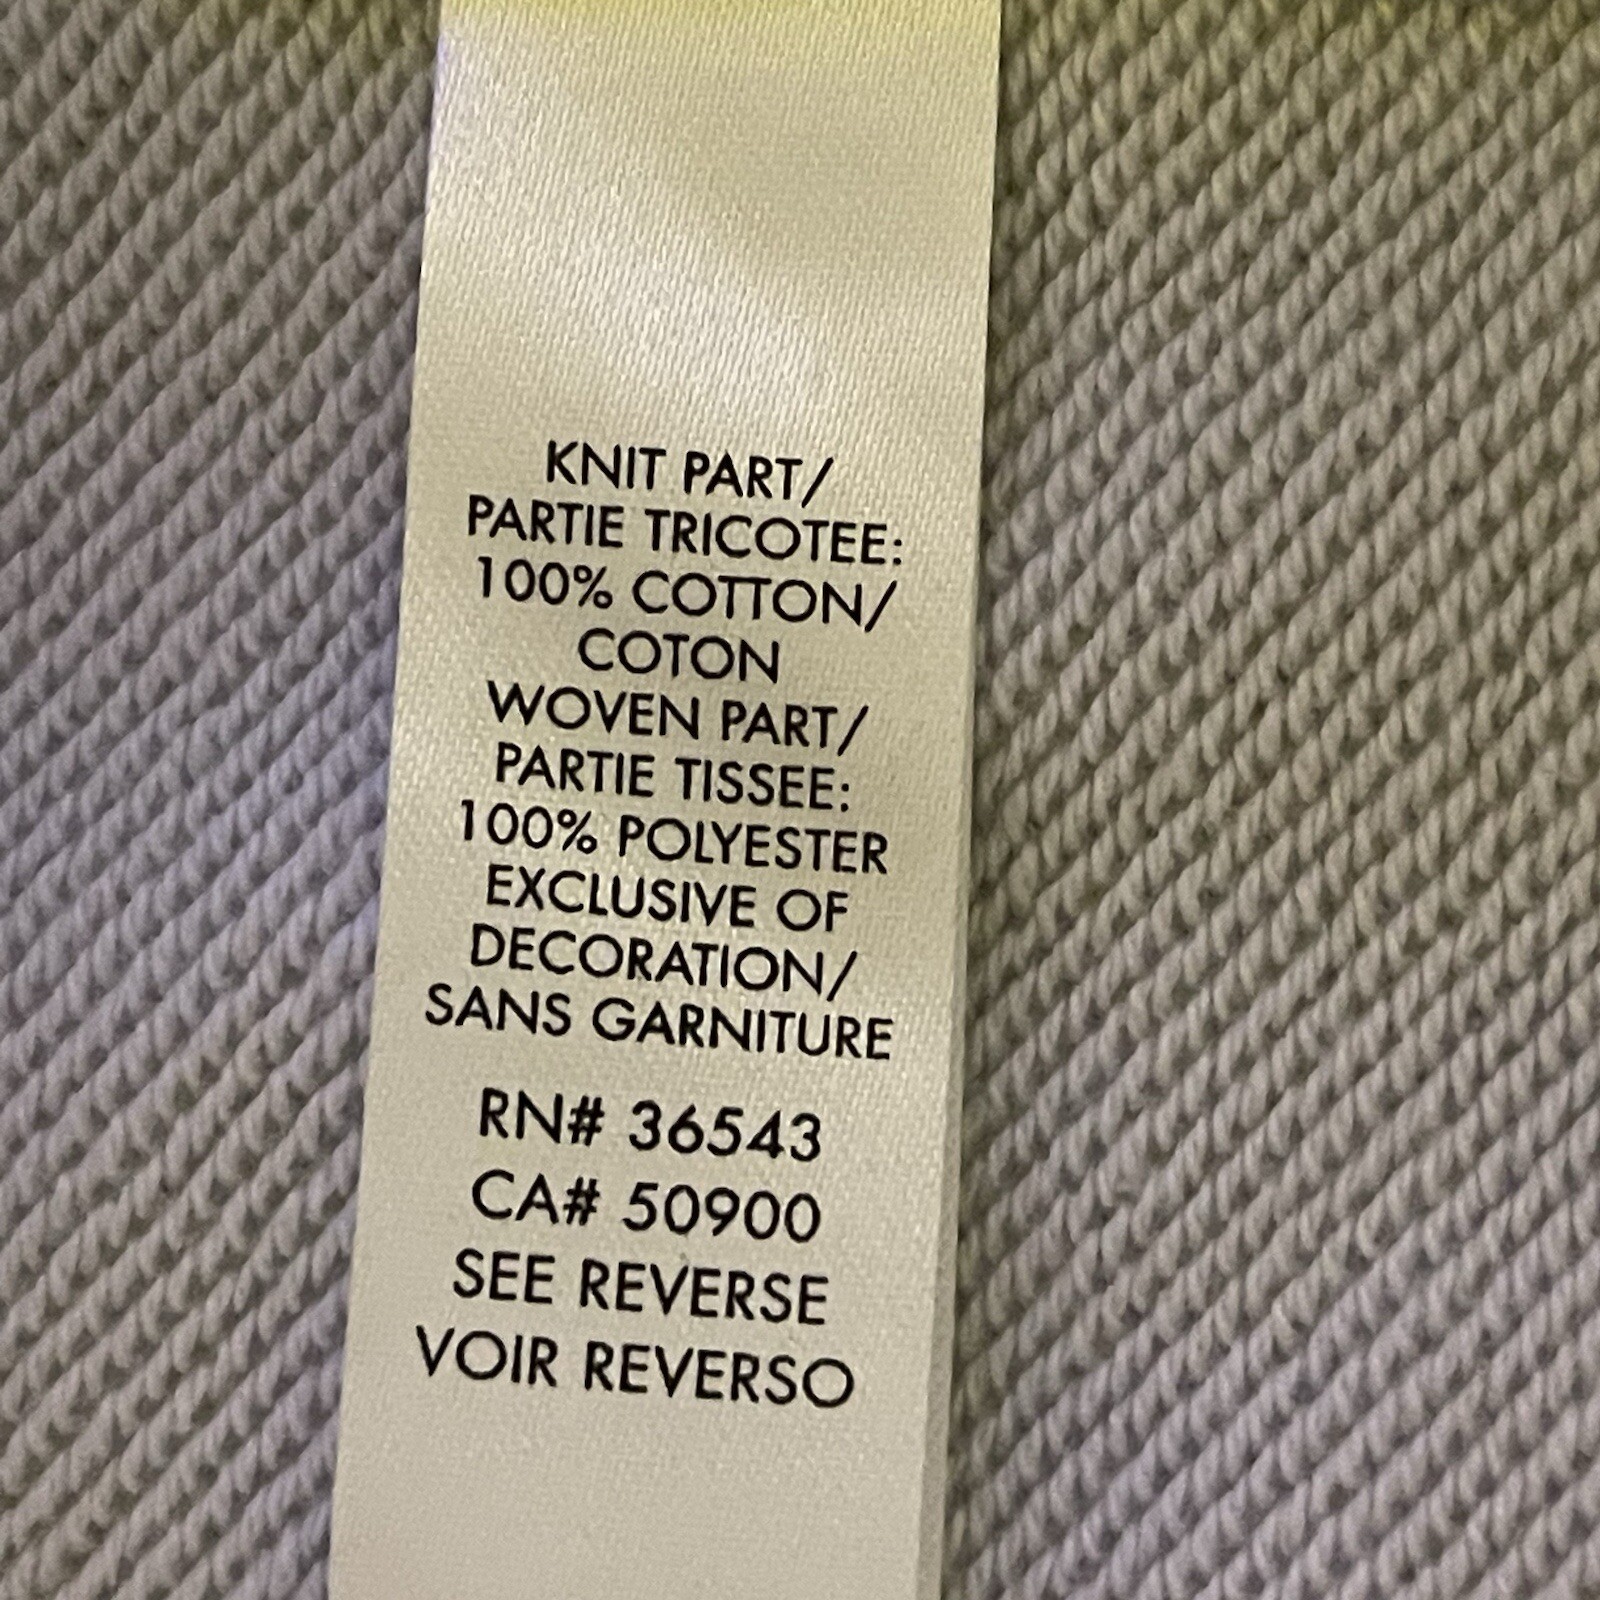 KNIT PART/
PARTIE TRICOTEE:
100% COTTON/
COTON
WOVEN PART/
PARTIE TISSEE:
100% POLYESTER
EXCLUSIVE OF
DECORATION/
SANS GARNITURE
RN# 36543
CA# 50900
SEE REVERSE
VOIR REVERSO